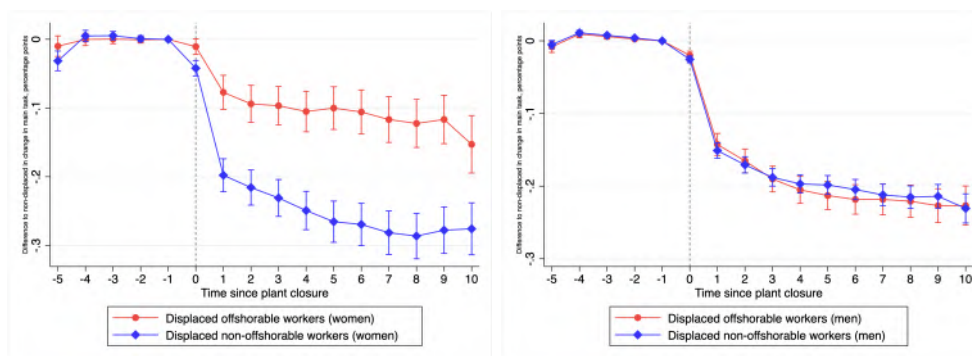 Difference to non-displaced in change in main task, percentage points
0
-.1
-.2
-.3
-5 -4 -3 -2 -1 0 1 2 3 4 5 6 7 8 9 10
Time since plant closure
Displaced offshorable workers (women)
Displaced non-offshorable workers (women)
Difference to non-displaced in change in main task, percentage points
0
-.1
-.2
-.3
-5 -4 -3 -2 -1 0 1 2 3 4 5 6 7 8 9 10
Time since plant closure
Displaced offshorable workers (men)
Displaced non-offshorable workers (men)